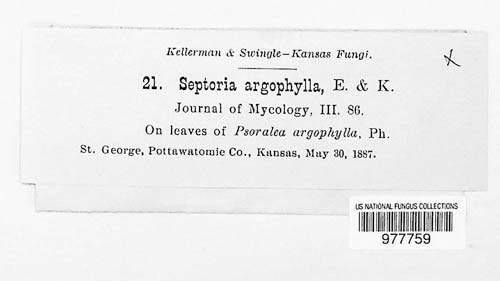 Kellerman & Swingle—Kansas Fungi.
X
21. Septoria argophylla, E. & K.
Journal of Mycology, III. 86.
On leaves of Psoralea argophylla, Ph.
St. George, Pottawatomie Co., Kansas, May 30, 1887.
US NATIONAL FUNGUS COLLECTIONS
977759